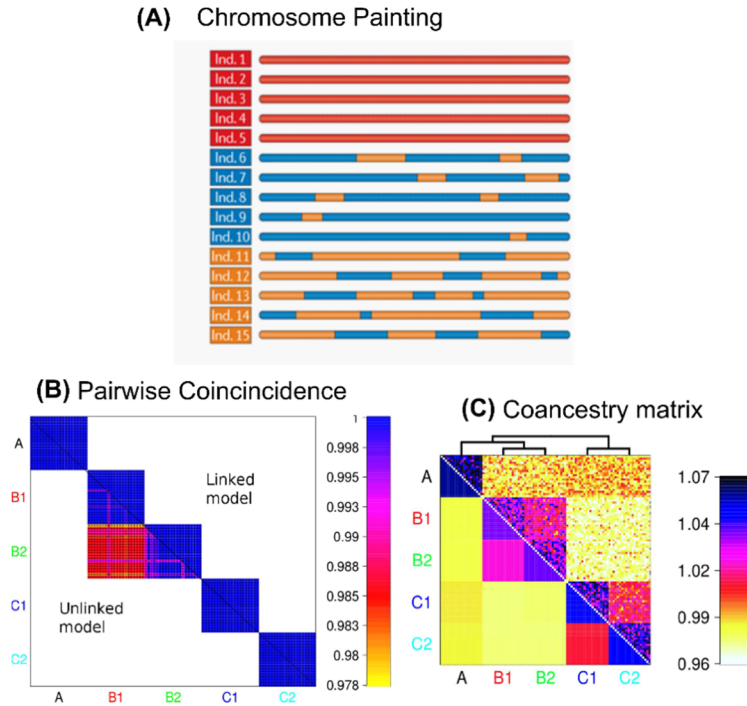 (A) Chromosome Painting
Ind. 1
Ind. 2
Ind. 3
Ind. 4
Ind. 5
Ind. 6
Ind. 7
Ind. 8
Ind. 9
Ind. 10
Ind. 11
Ind. 12
Ind. 13
Ind. 14
Ind. 15
(B) Pairwise Coincincidence
A
B1
B2
C1
C2
Linked
model
Unlinked
model
A B1 B2 C1 C2
1
0.998
0.995
0.993
0.99
0.988
0.985
0.983
0.98
0.978
(C) Coancestry matrix
A
B1
B2
C1
C2
A B1 B2 C1 C2
1.07
1.04
1.02
0.99
0.96